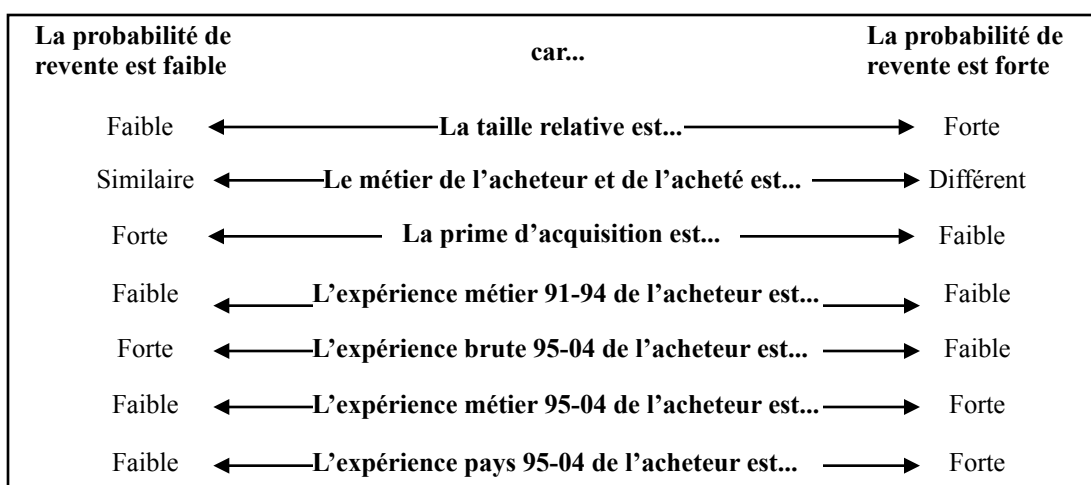 La probabilité de revente est faible car... La probabilité de revente est forte
Faible La taille relative est... Forte
Similaire Le métier de l’acheteur et de l’acheté est... Différent
Forte La prime d’acquisition est... Faible
Faible L’expérience métier 91-94 de l’acheteur est... Faible
Forte L’expérience brute 95-04 de l’acheteur est... Faible
Faible L’expérience métier 95-04 de l’acheteur est... Forte
Faible L’expérience pays 95-04 de l’acheteur est... Forte